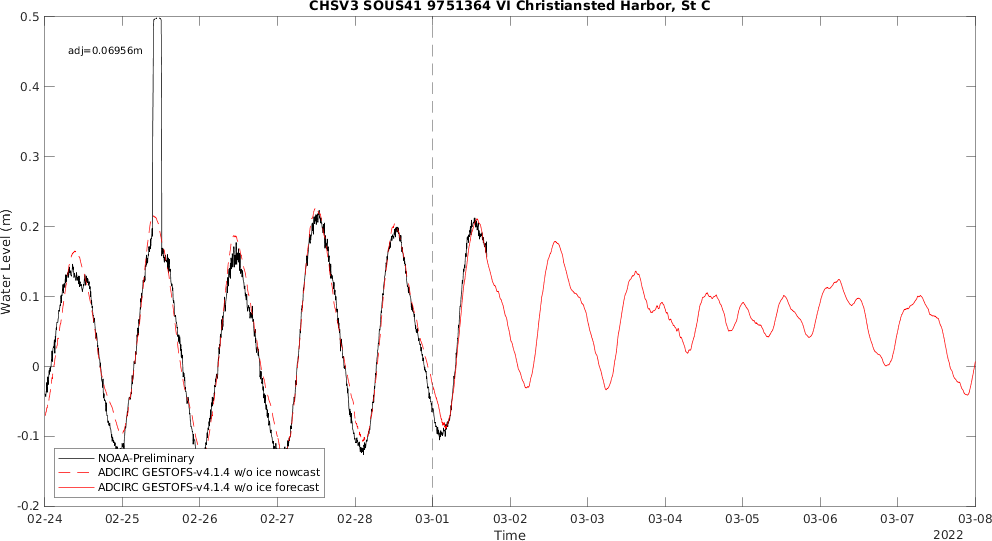 CHSV3 SOUS41 9751364 VI Christiansted Harbor, St C
adj=0.06956m
Water Level (m)
0.5
0.4
0.3
0.2
0.1
0
-0.1
-0.2
NOAA-Preliminary
ADCIRC GESTOFS-v4.1.4 w/o ice nowcast
ADCIRC GESTOFS-v4.1.4 w/o ice forecast
02-24 02-25 02-26 02-27 02-28 03-01 03-02 03-03 03-04 03-05 03-06 03-07 03-08
Time
2022